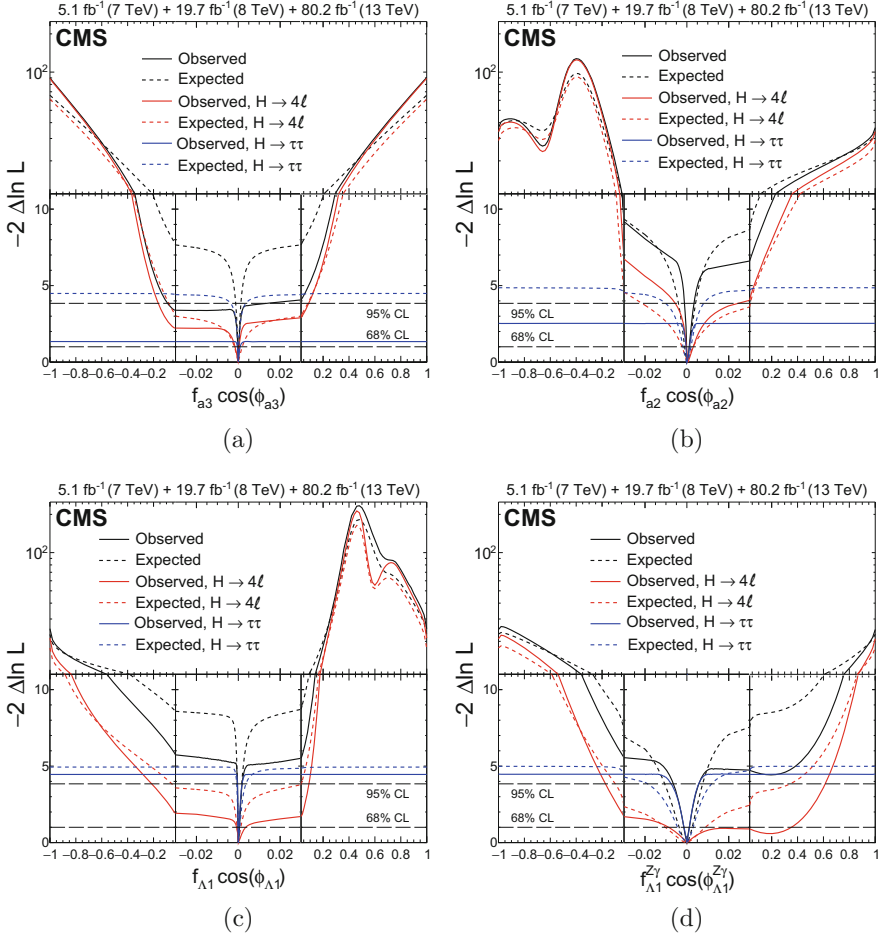 5.1 fb⁻¹ (7 TeV) + 19.7 fb⁻¹ (8 TeV) + 80.2 fb⁻¹ (13 TeV)
CMS
Observed
Expected
Observed, H → 4ℓ
Expected, H → 4ℓ
Observed, H → ττ
Expected, H → ττ
10²
10
5
0
−2 Δln L
95% CL
68% CL
−1 −0.8 −0.6 −0.4 −0.2 −0.02 0 0.02 0.2 0.4 0.6 0.8 1
f_a3 cos(ϕ_a3)
(a)
5.1 fb⁻¹ (7 TeV) + 19.7 fb⁻¹ (8 TeV) + 80.2 fb⁻¹ (13 TeV)
CMS
Observed
Expected
Observed, H → 4ℓ
Expected, H → 4ℓ
Observed, H → ττ
Expected, H → ττ
10²
10
5
0
−2 Δln L
95% CL
68% CL
−1 −0.8 −0.6 −0.4 −0.2 −0.02 0 0.02 0.2 0.4 0.6 0.8 1
f_a2 cos(ϕ_a2)
(b)
5.1 fb⁻¹ (7 TeV) + 19.7 fb⁻¹ (8 TeV) + 80.2 fb⁻¹ (13 TeV)
CMS
Observed
Expected
Observed, H → 4ℓ
Expected, H → 4ℓ
Observed, H → ττ
Expected, H → ττ
10²
10
5
0
−2 Δln L
95% CL
68% CL
−1 −0.8 −0.6 −0.4 −0.2 −0.02 0 0.02 0.2 0.4 0.6 0.8 1
f_Λ1 cos(ϕ_Λ1)
(c)
5.1 fb⁻¹ (7 TeV) + 19.7 fb⁻¹ (8 TeV) + 80.2 fb⁻¹ (13 TeV)
CMS
Observed
Expected
Observed, H → 4ℓ
Expected, H → 4ℓ
Observed, H → ττ
Expected, H → ττ
10²
10
5
0
−2 Δln L
95% CL
68% CL
−1 −0.8 −0.6 −0.4 −0.2 −0.02 0 0.02 0.2 0.4 0.6 0.8 1
f_Λ1^Zγ cos(ϕ_Λ1^Zγ)
(d)